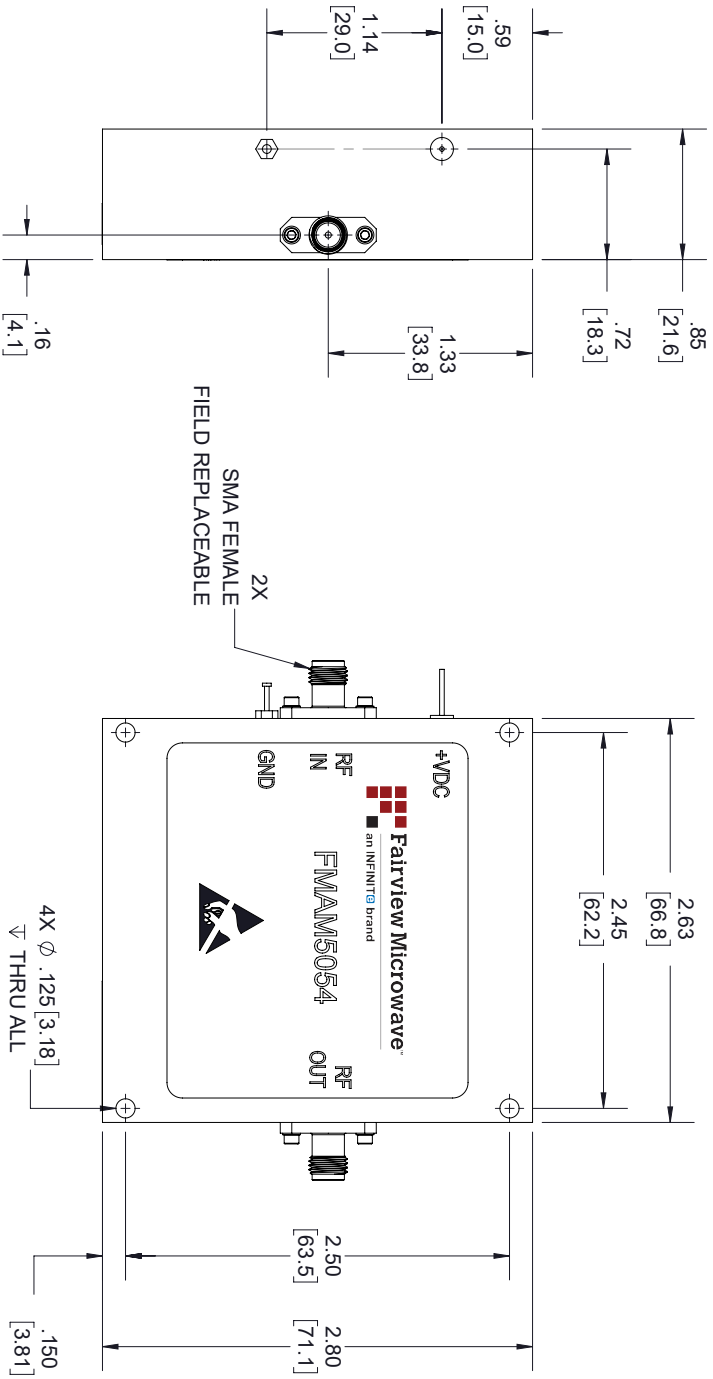 .59
[15.0]
1.14
[29.0]
.85
[21.6]
.72
[18.3]
1.33
[33.8]
.16
[4.1]
2X
SMA FEMALE
FIELD REPLACEABLE
2.63
[66.8]
2.45
[62.2]
+VDC
RF
IN
GND
Fairview Microwave™
an INFINITe brand
FMAM5054
RF
OUT
4X ⌀ .125 [3.18]
↧ THRU ALL
2.50
[63.5]
2.80
[71.1]
.150
[3.81]